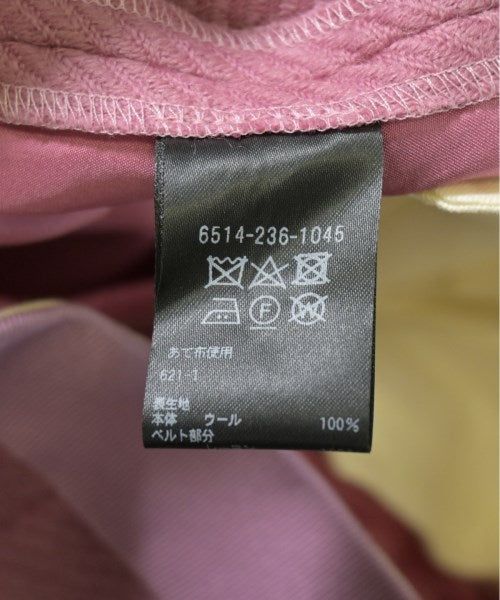 6514-236-1045
F
W
あて布使用
621-1
表生地
本体 ウール 100%
ベルト部分